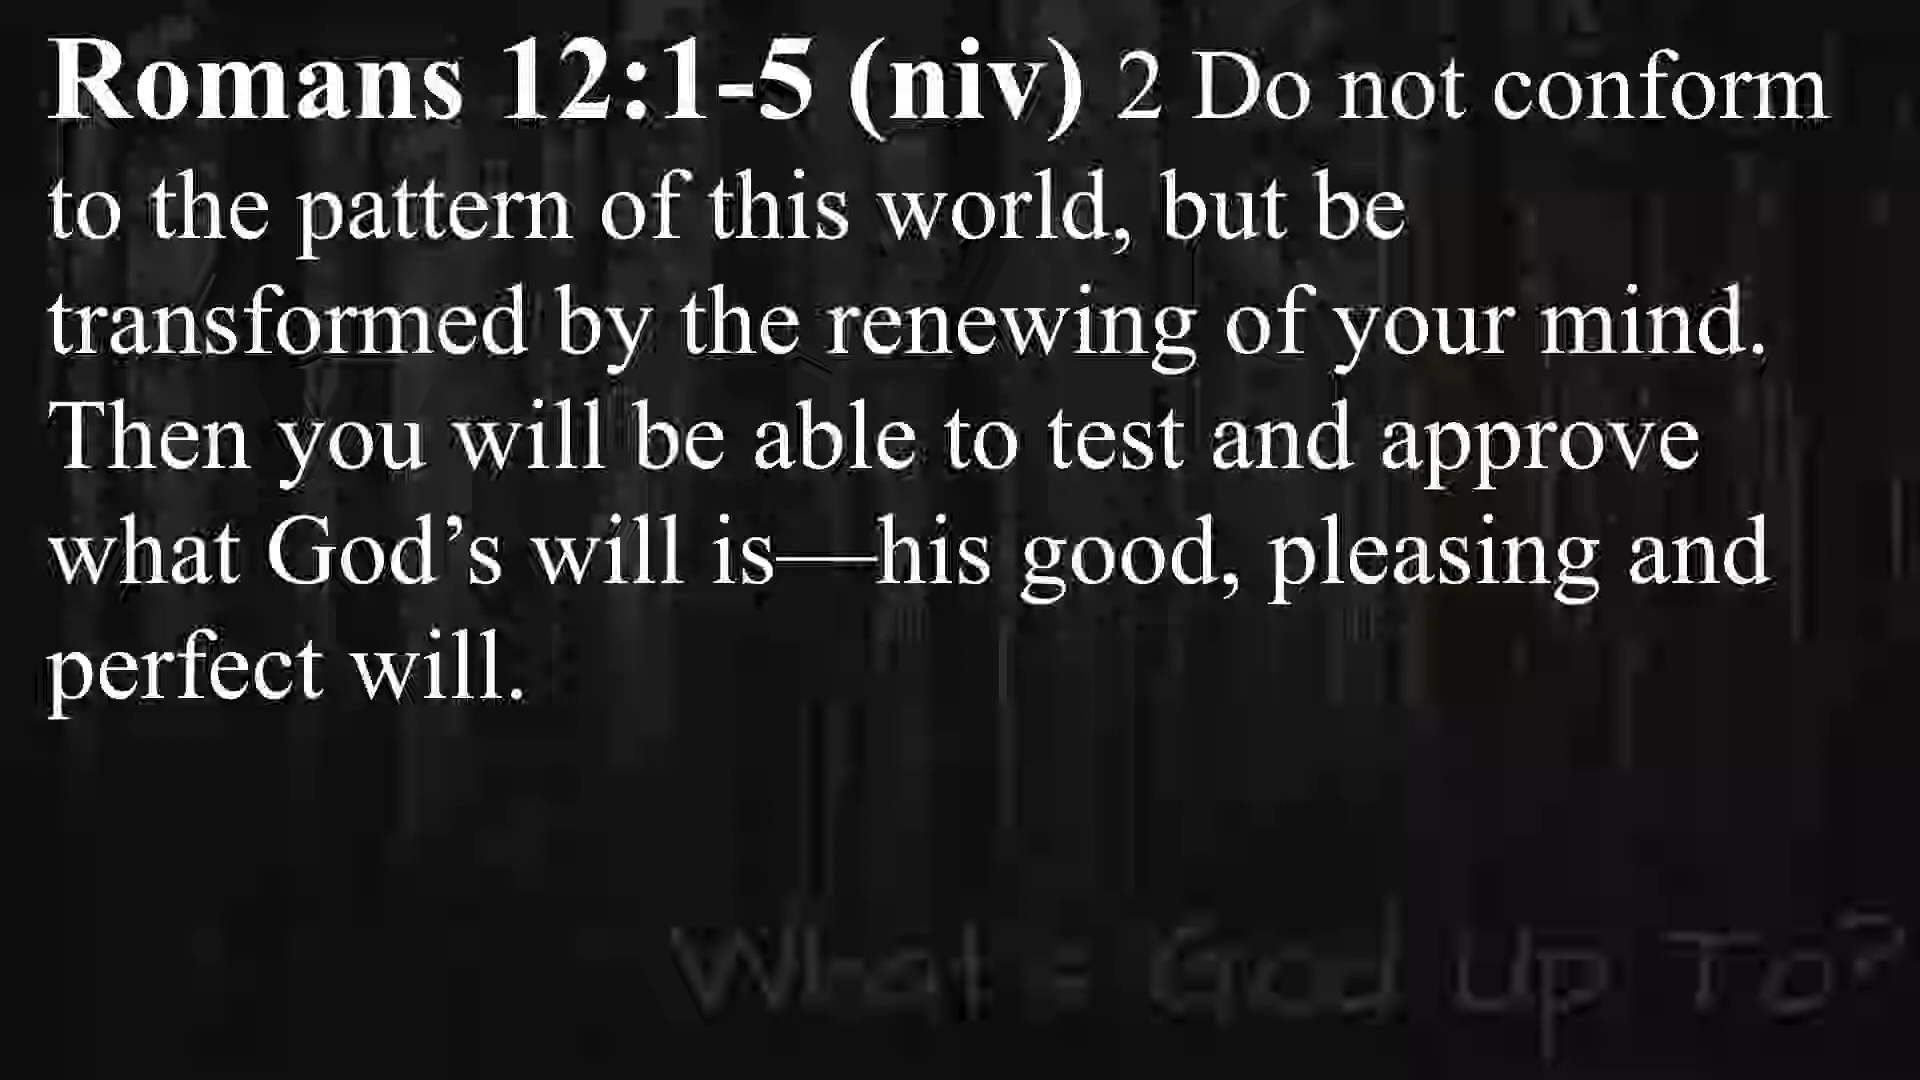 Romans 12:1-5 (niv) 2 Do not conform
to the pattern of this world, but be
transformed by the renewing of your mind.
Then you will be able to test and approve
what God’s will is—his good, pleasing and
perfect will.
What is God Up To?